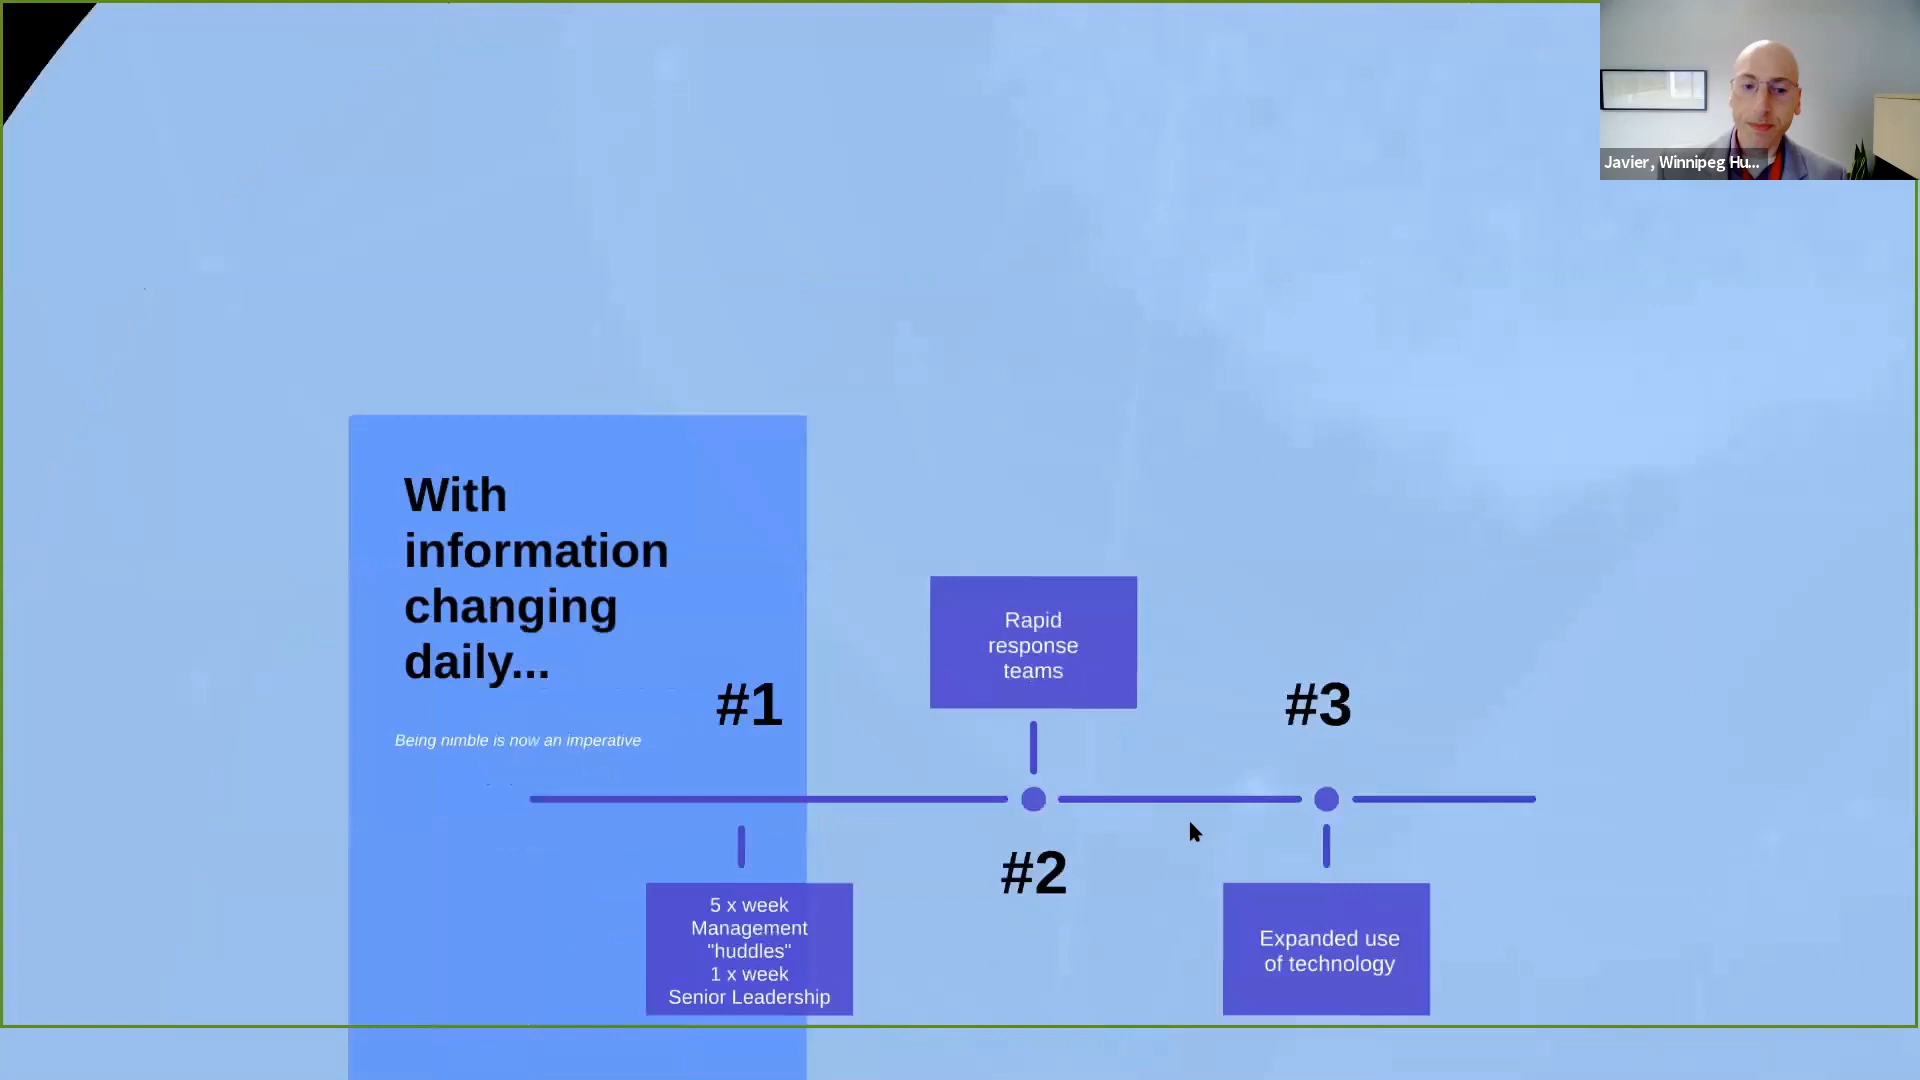 Javier, Winnipeg Hu...
With
information
changing
daily...
Being nimble is now an imperative
#1
5 x week
Management
"huddles"
1 x week
Senior Leadership
Rapid
response
teams
#2
#3
Expanded use
of technology